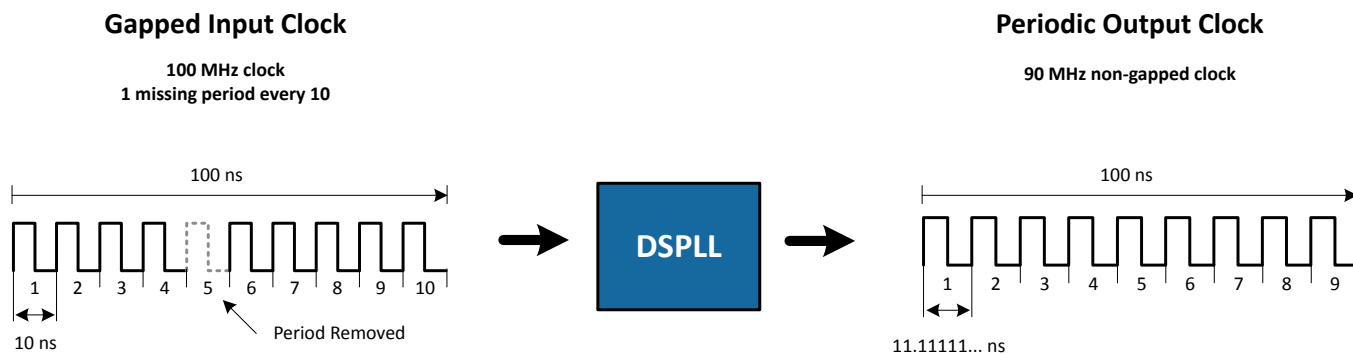 Gapped Input Clock
100 MHz clock
1 missing period every 10
100 ns
1 2 3 4 5 6 7 8 9 10
10 ns
Period Removed
DSPLL
Periodic Output Clock
90 MHz non-gapped clock
100 ns
1 2 3 4 5 6 7 8 9
11.11111... ns